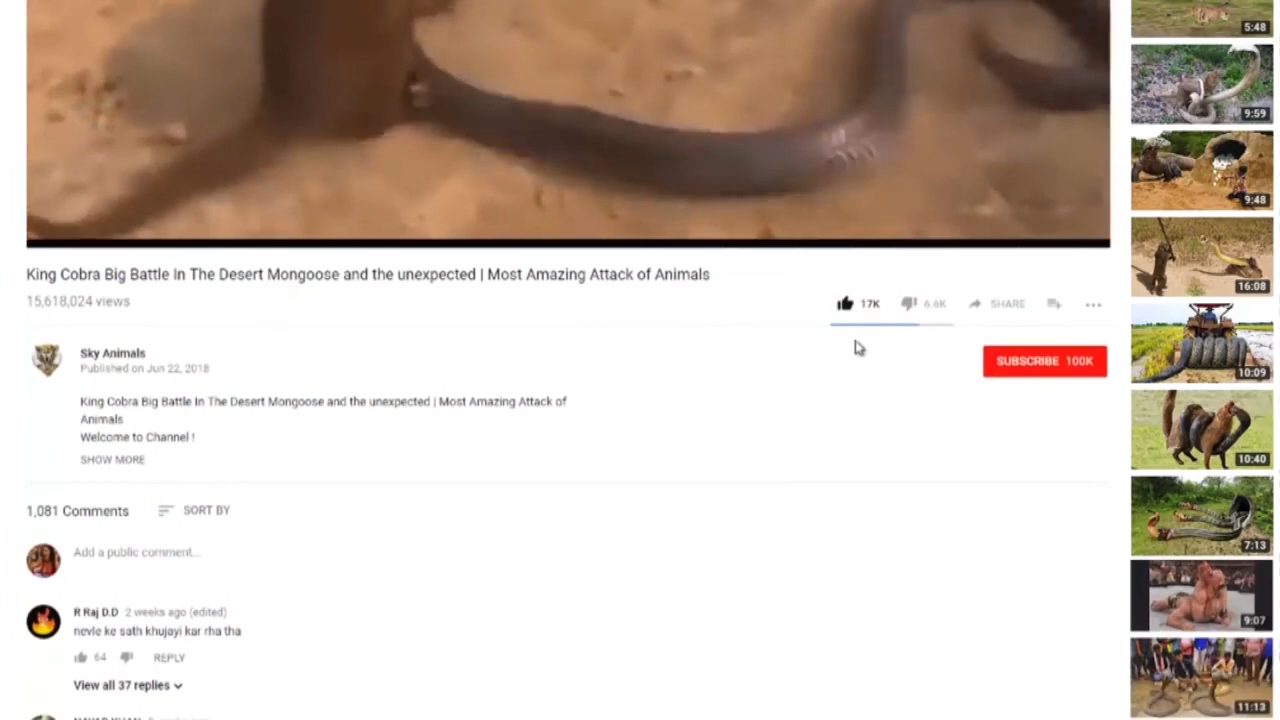 5:48
9:59
9:48
16:08
10:09
10:40
7:13
9:07
11:13
King Cobra Big Battle In The Desert Mongoose and the unexpected | Most Amazing Attack of Animals
15,618,024 views
17K 6.6K SHARE
Sky Animals
Published on Jun 22, 2018
SUBSCRIBE 100K
King Cobra Big Battle In The Desert Mongoose and the unexpected | Most Amazing Attack of
Animals
Welcome to Channel !
SHOW MORE
1,081 Comments SORT BY
Add a public comment...
R Raj D.D 2 weeks ago (edited)
nevle ke sath khujayi kar rha tha
64 REPLY
View all 37 replies